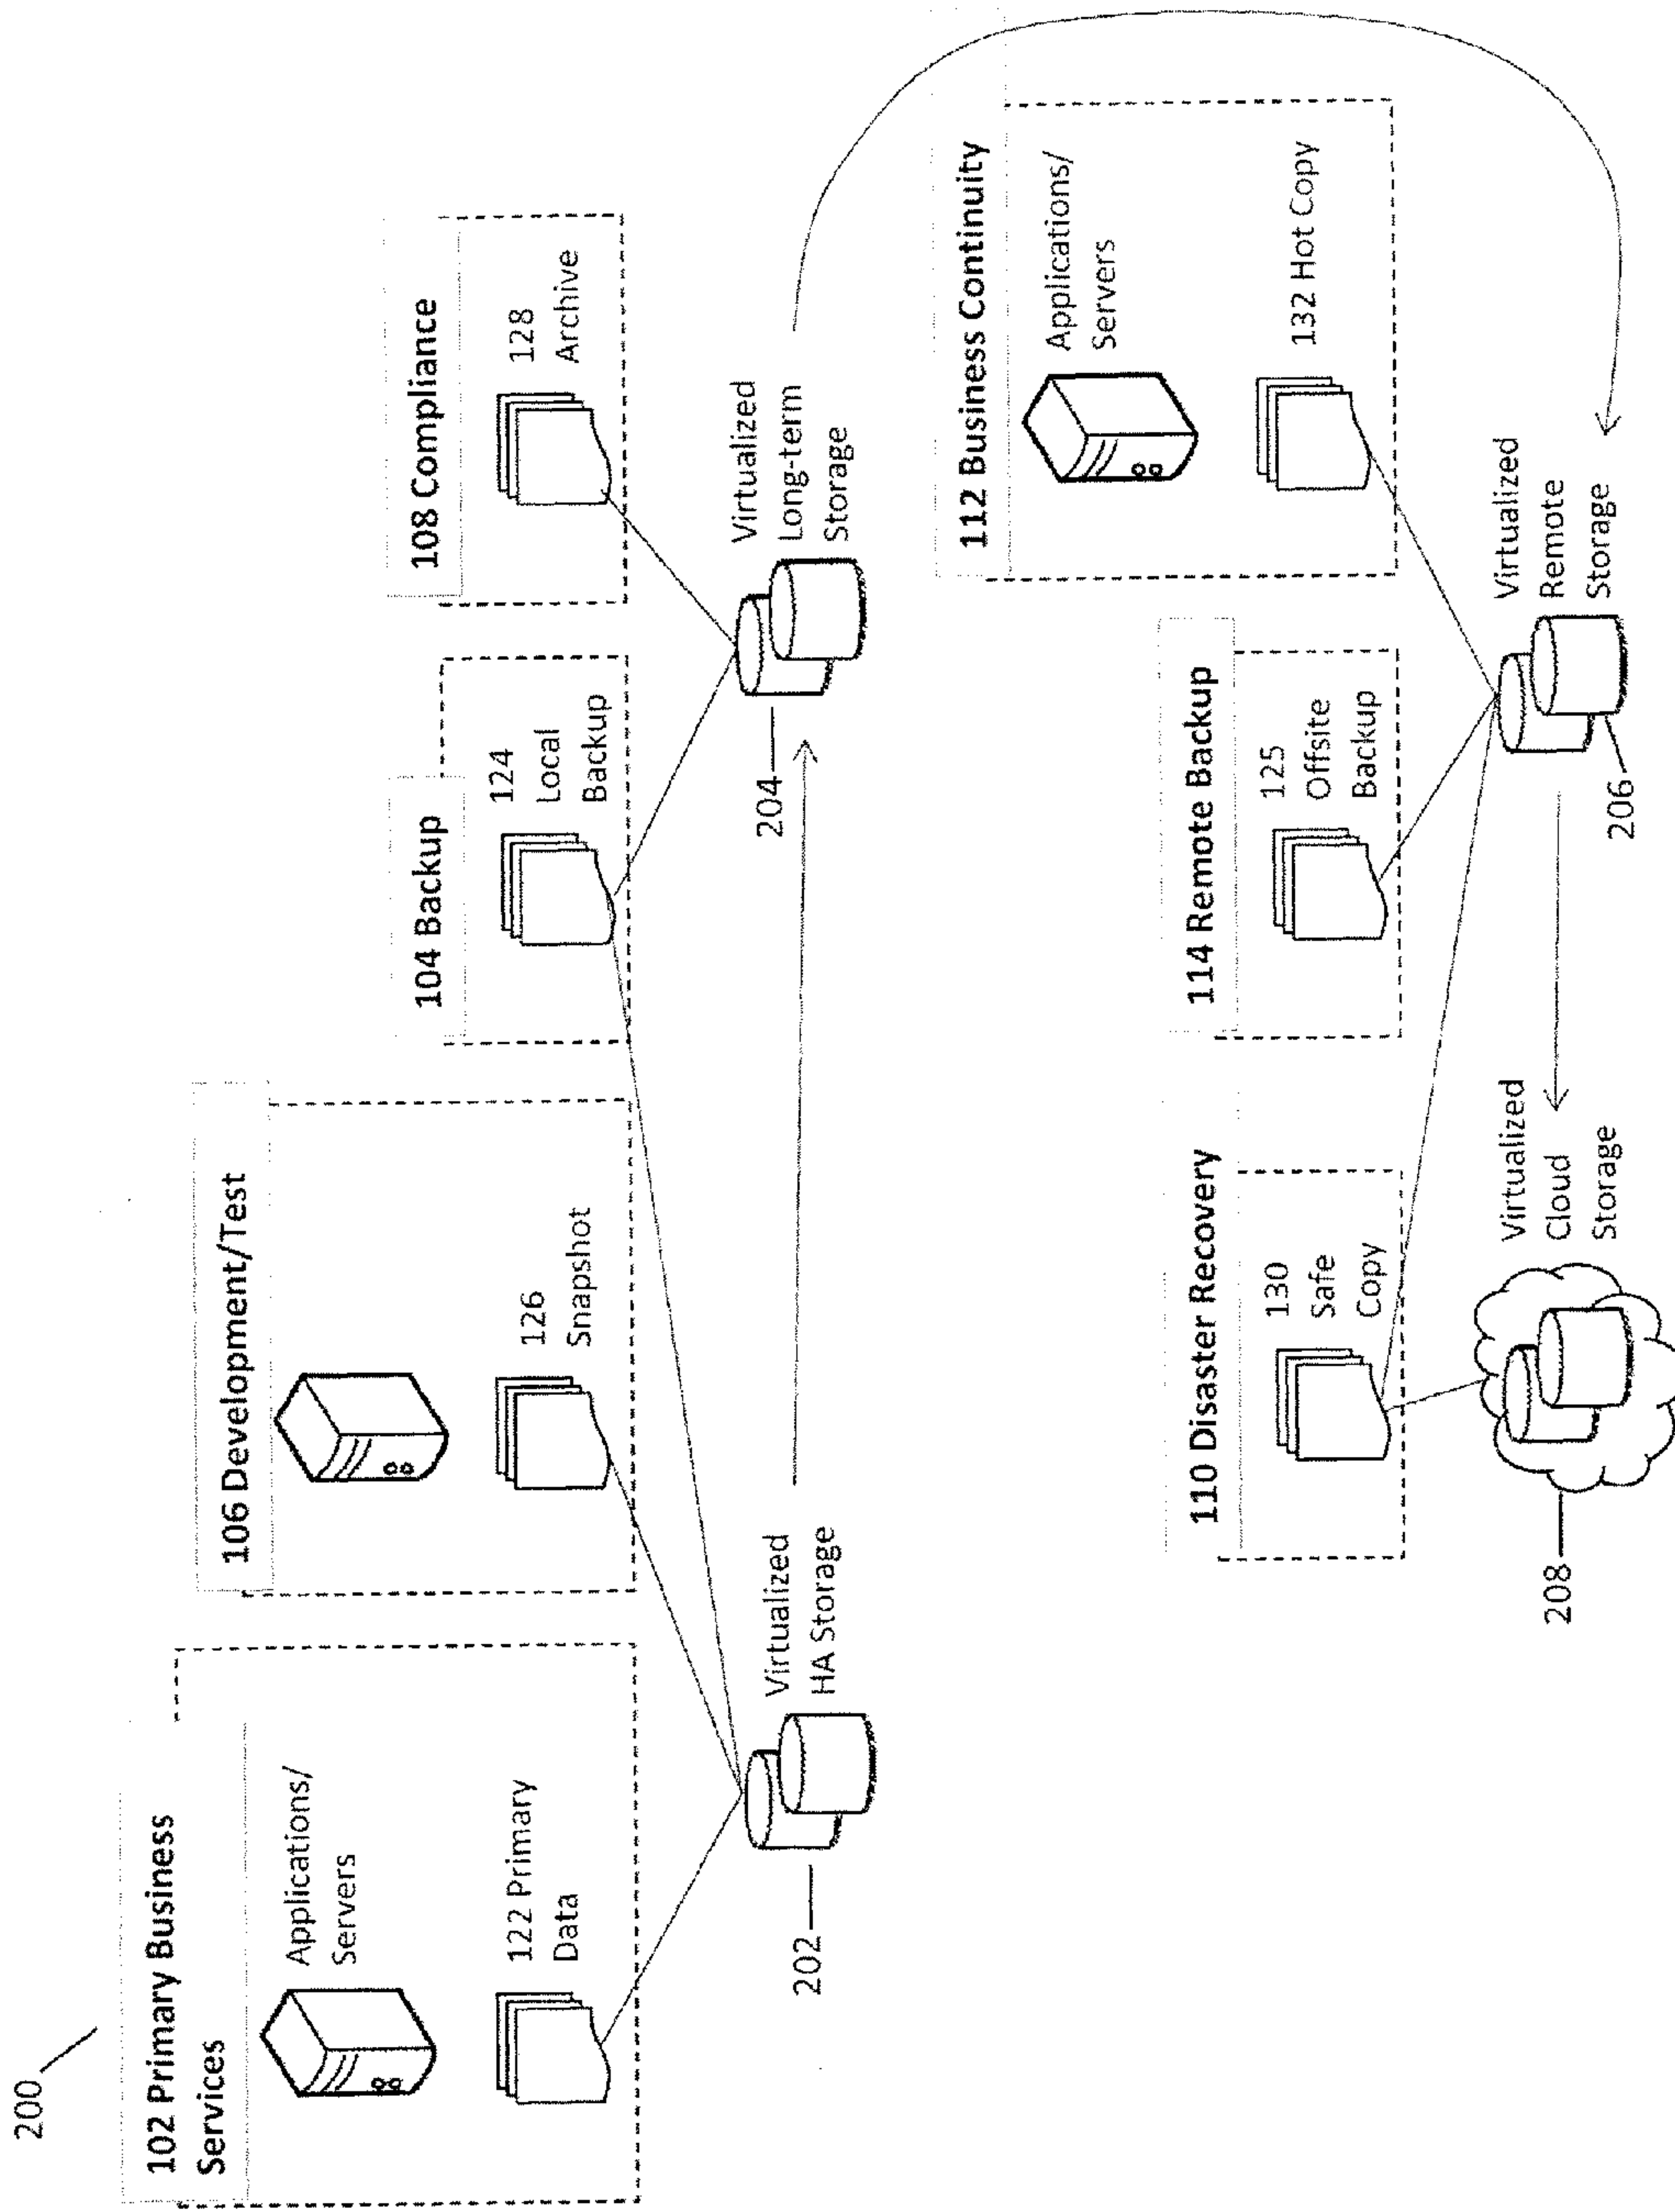 200
102 Primary Business
Services
Applications/
Servers
122 Primary
Data
106 Development/Test
126
Snapshot
104 Backup
124
Local
Backup
108 Compliance
128
Archive
202
Virtualized
HA Storage
204
Virtualized
Long-term
Storage
110 Disaster Recovery
130
Safe
Copy
114 Remote Backup
125
Offsite
Backup
112 Business Continuity
Applications/
Servers
132 Hot Copy
208
Virtualized
Cloud
Storage
206
Virtualized
Remote
Storage